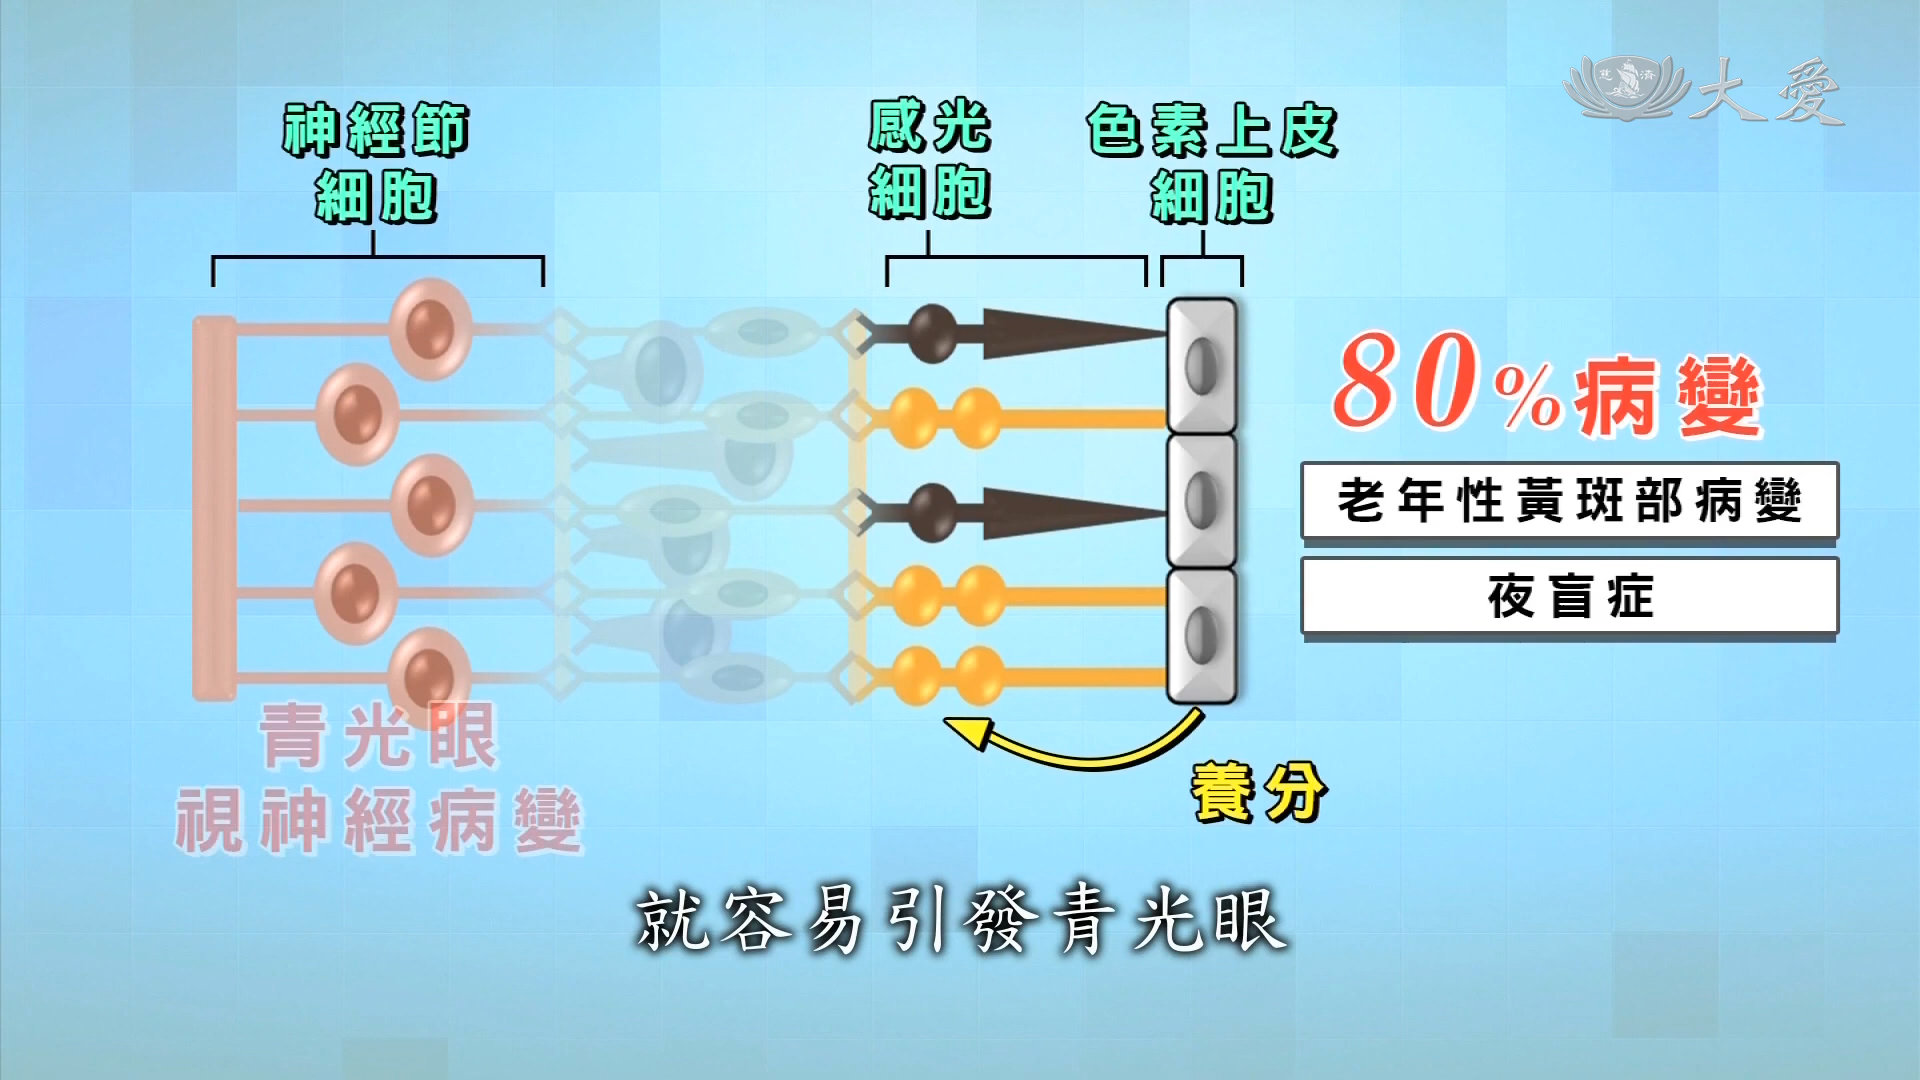 慈濟
大愛
神經節
細胞
感光
細胞
色素上皮
細胞
80%病變
老年性黃斑部病變
夜盲症
養分
青光眼
視神經病變
就容易引發青光眼